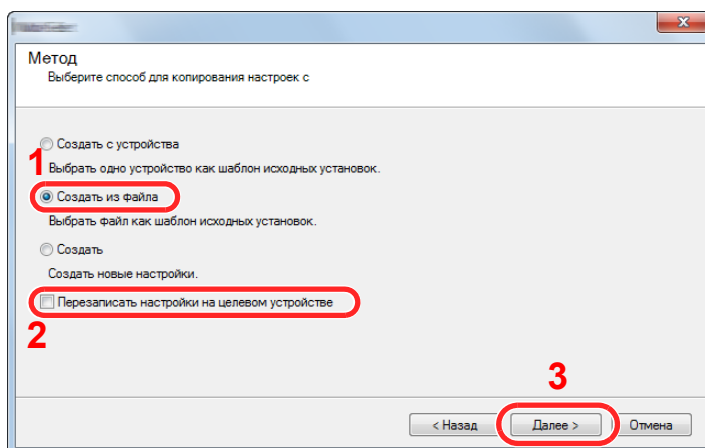 Метод
Выберите способ для копирования настроек с
Создать с устройства
1
Выбрать одно устройство как шаблон исходных установок.
Создать из файла
Выбрать файл как шаблон исходных установок.
Создать
Создать новые настройки.
Перезаписать настройки на целевом устройстве
2
3
< Назад Далее > Отмена